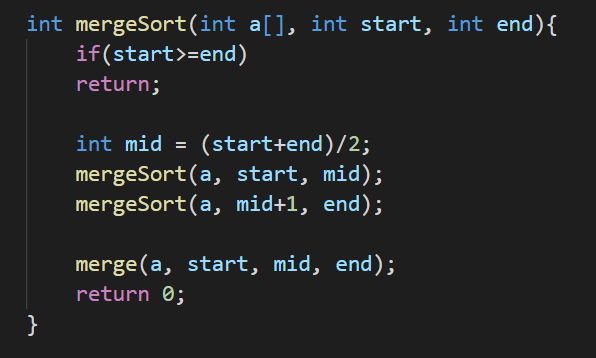 int mergeSort(int a[], int start, int end){
    if(start>=end)
    return;

    int mid = (start+end)/2;
    mergeSort(a, start, mid);
    mergeSort(a, mid+1, end);

    merge(a, start, mid, end);
    return 0;
}